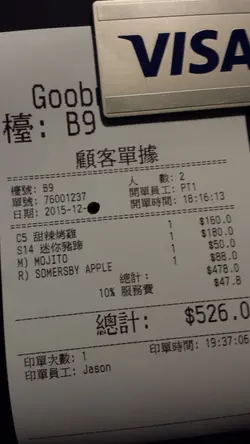 VISA
Goob
檯: B9
顧客單據
檯號: B9 人 數: 2
單號: 76001237 開單員工: PT1
日期: 2015-12- 開單時間: 18:16:13
C5 甜辣烤雞 1 $160.0
S14 迷你豬蹄 1 $180.0
M) MOJITO 1 $50.0
R) SOMERSBY APPLE 1 $88.0
總計: $478.0
10% 服務費 $47.8
總計: $526.0
印單次數: 1 印單時間: 19:37:06
印單員工: Jason